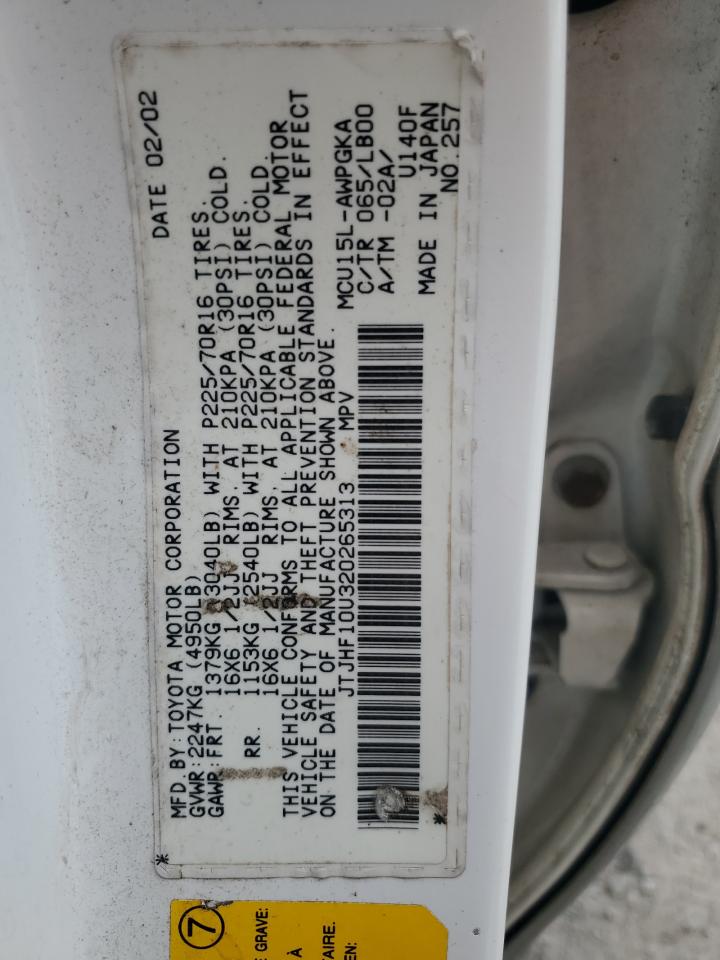 MFD. BY: TOYOTA MOTOR CORPORATION DATE 02/02
GVWR: 2247KG (4950LB)
GAWR: FRT. 1379KG (3040LB) WITH P225/70R16 TIRES.
16X6 1/2JJ RIMS. AT 210KPA (30PSI) COLD.
RR. 1153KG (2540LB) WITH P225/70R16 TIRES.
16X6 1/2JJ RIMS. AT 210KPA (30PSI) COLD.
THIS VEHICLE CONFORMS TO ALL APPLICABLE FEDERAL MOTOR
VEHICLE SAFETY AND THEFT PREVENTION STANDARDS IN EFFECT
ON THE DATE OF MANUFACTURE SHOWN ABOVE.
JTJHF10U320265313 MPV
MCU15L-AWPGKA
C/TR 065/LB00
A/TM -02A/
U140F
MADE IN JAPAN
NO.257
7
GRAVE:
À
AIRE.
EN: